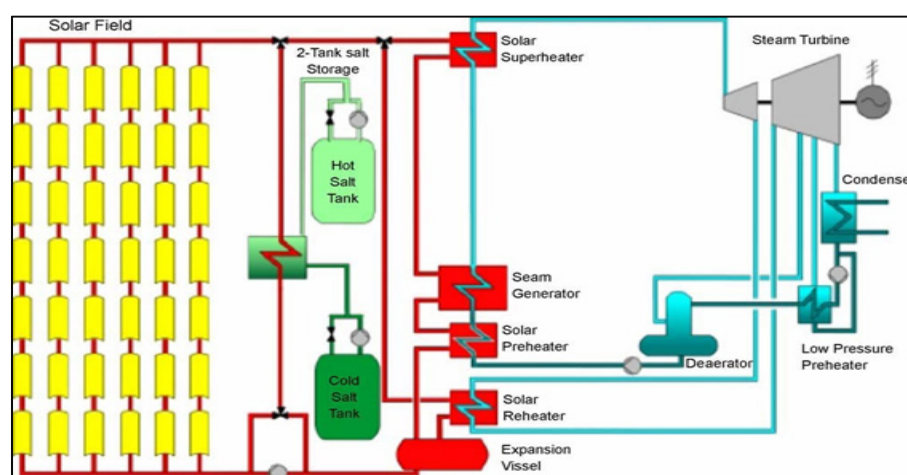 Solar Field
2-Tank salt
Storage
Solar
Superheater
Steam Turbine
Hot
Salt
Tank
Condense
Seam
Generator
Solar
Preheater
Deaerator
Low Pressure
Preheater
Cold
Salt
Tank
Solar
Reheater
Expansion
Vissel